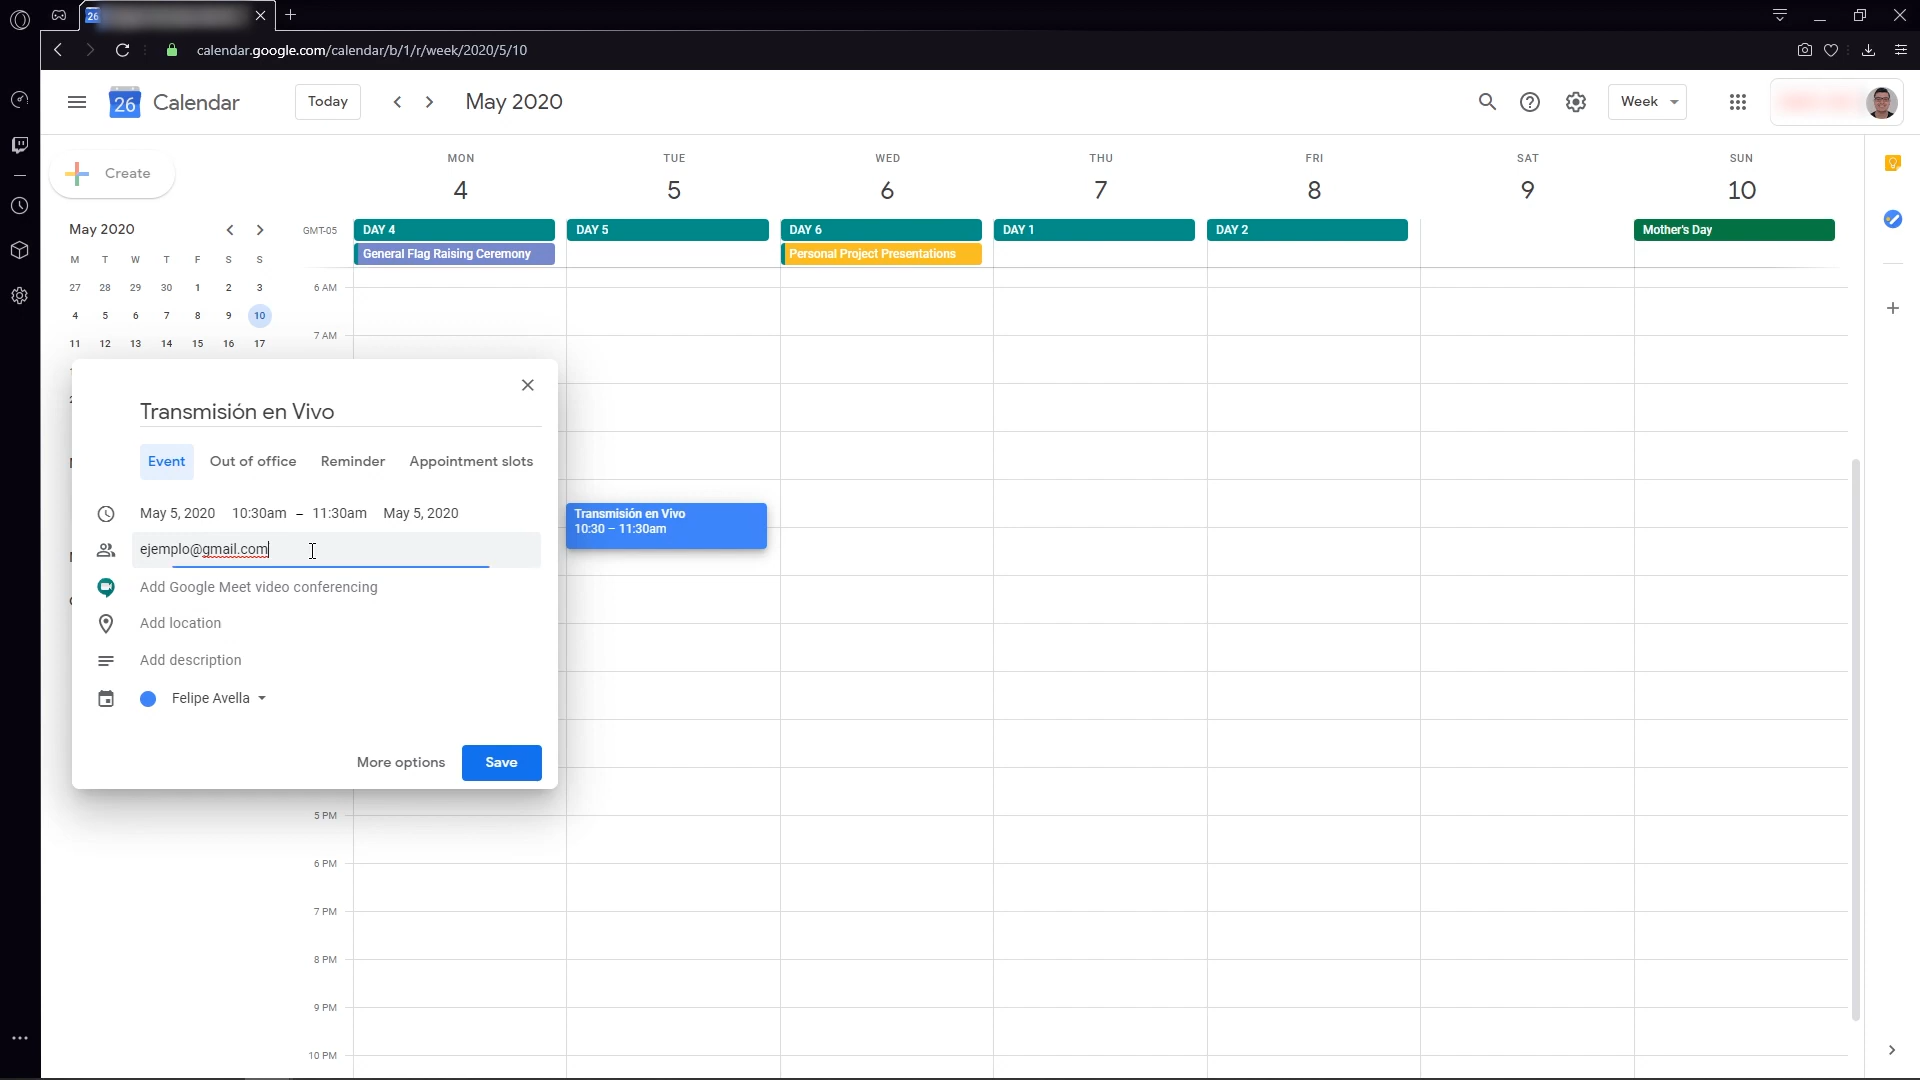 26
calendar.google.com/calendar/b/1/r/week/2020/5/10
26 Calendar
Today
May 2020
Week
Create
MON TUE WED THU FRI SAT SUN
4 5 6 7 8 9 10
May 2020
GMT-05
DAY 4 DAY 5 DAY 6 DAY 1 DAY 2 Mother's Day
General Flag Raising Ceremony Personal Project Presentations
M T W T F S S
27 28 29 30 1 2 3
4 5 6 7 8 9 10
11 12 13 14 15 16 17
6 AM
7 AM
Transmisión en Vivo
Event Out of office Reminder Appointment slots
May 5, 2020 10:30am – 11:30am May 5, 2020
ejemplo@gmail.com
Add Google Meet video conferencing
Add location
Add description
Felipe Avella
More options Save
Transmisión en Vivo
10:30 – 11:30am
5 PM
6 PM
7 PM
8 PM
9 PM
10 PM